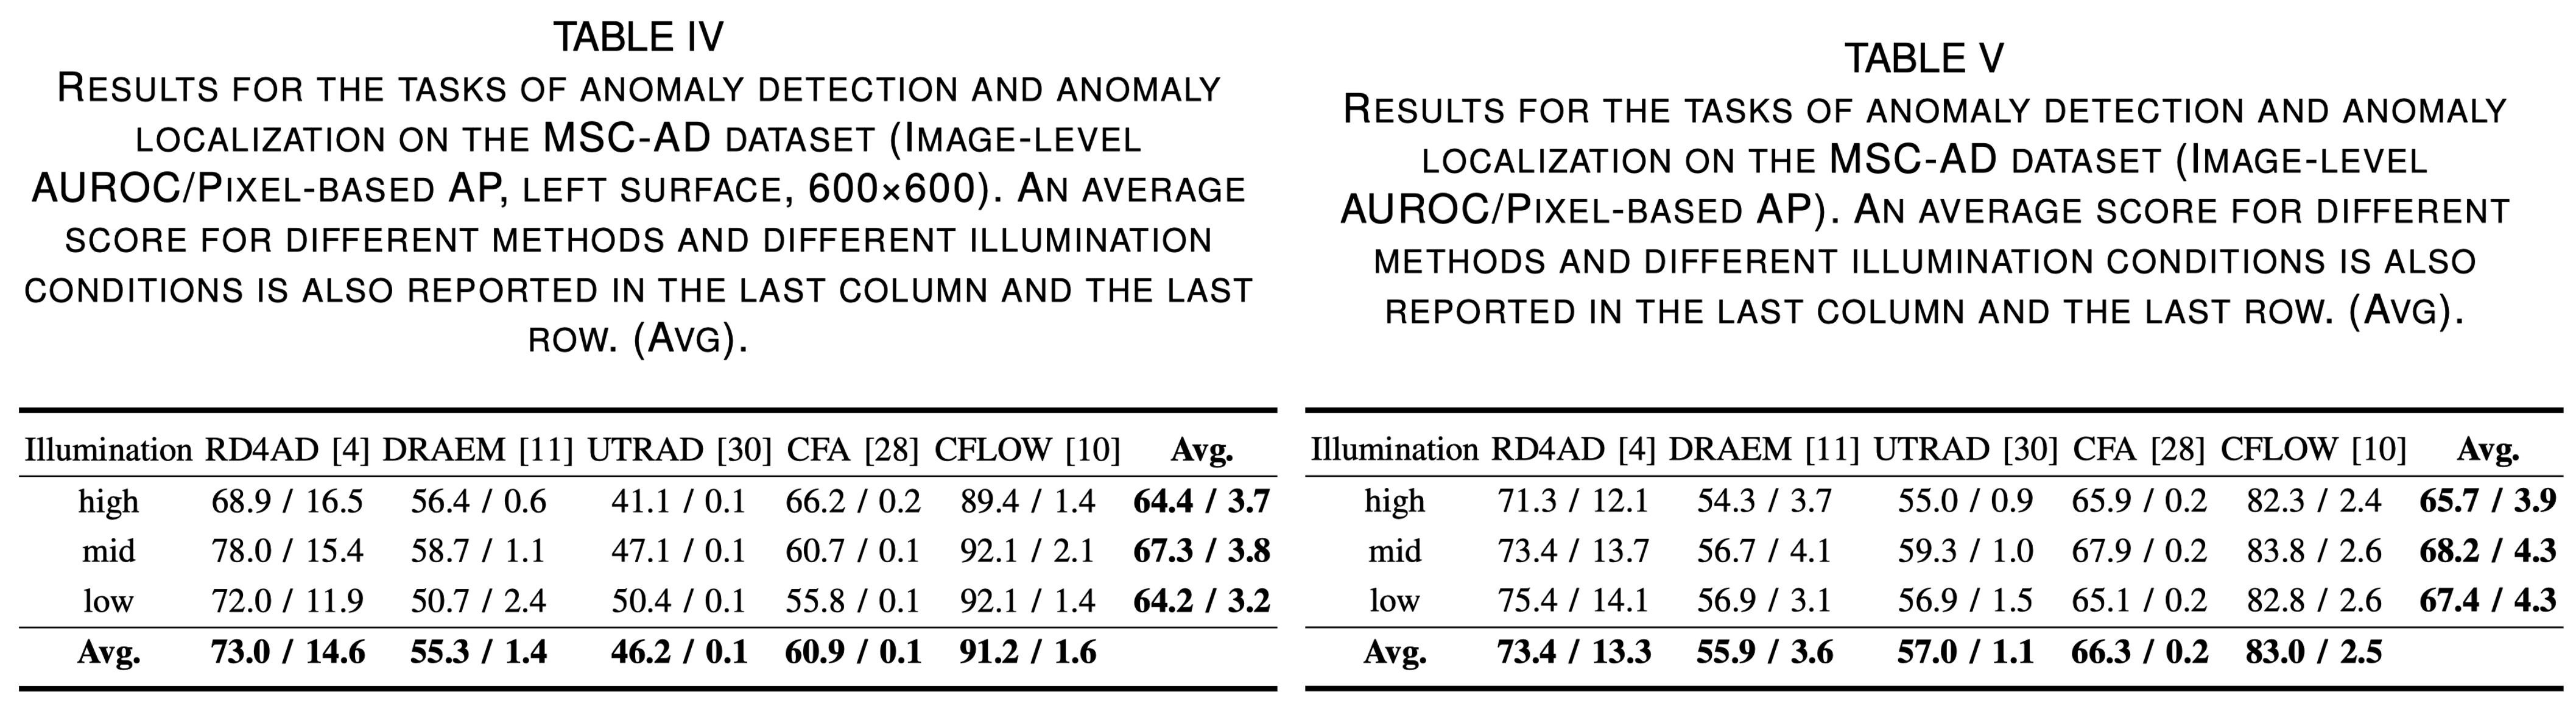 TABLE IV
RESULTS FOR THE TASKS OF ANOMALY DETECTION AND ANOMALY
LOCALIZATION ON THE MSC-AD DATASET (IMAGE-LEVEL
AUROC/PIXEL-BASED AP, LEFT SURFACE, 600×600). AN AVERAGE
SCORE FOR DIFFERENT METHODS AND DIFFERENT ILLUMINATION
CONDITIONS IS ALSO REPORTED IN THE LAST COLUMN AND THE LAST
ROW. (AVG).
Illumination RD4AD [4] DRAEM [11] UTRAD [30] CFA [28] CFLOW [10] Avg.
high 68.9 / 16.5 56.4 / 0.6 41.1 / 0.1 66.2 / 0.2 89.4 / 1.4 64.4 / 3.7
mid 78.0 / 15.4 58.7 / 1.1 47.1 / 0.1 60.7 / 0.1 92.1 / 2.1 67.3 / 3.8
low 72.0 / 11.9 50.7 / 2.4 50.4 / 0.1 55.8 / 0.1 92.1 / 1.4 64.2 / 3.2
Avg. 73.0 / 14.6 55.3 / 1.4 46.2 / 0.1 60.9 / 0.1 91.2 / 1.6
TABLE V
RESULTS FOR THE TASKS OF ANOMALY DETECTION AND ANOMALY
LOCALIZATION ON THE MSC-AD DATASET (IMAGE-LEVEL
AUROC/PIXEL-BASED AP). AN AVERAGE SCORE FOR DIFFERENT
METHODS AND DIFFERENT ILLUMINATION CONDITIONS IS ALSO
REPORTED IN THE LAST COLUMN AND THE LAST ROW. (AVG).
Illumination RD4AD [4] DRAEM [11] UTRAD [30] CFA [28] CFLOW [10] Avg.
high 71.3 / 12.1 54.3 / 3.7 55.0 / 0.9 65.9 / 0.2 82.3 / 2.4 65.7 / 3.9
mid 73.4 / 13.7 56.7 / 4.1 59.3 / 1.0 67.9 / 0.2 83.8 / 2.6 68.2 / 4.3
low 75.4 / 14.1 56.9 / 3.1 56.9 / 1.5 65.1 / 0.2 82.8 / 2.6 67.4 / 4.3
Avg. 73.4 / 13.3 55.9 / 3.6 57.0 / 1.1 66.3 / 0.2 83.0 / 2.5